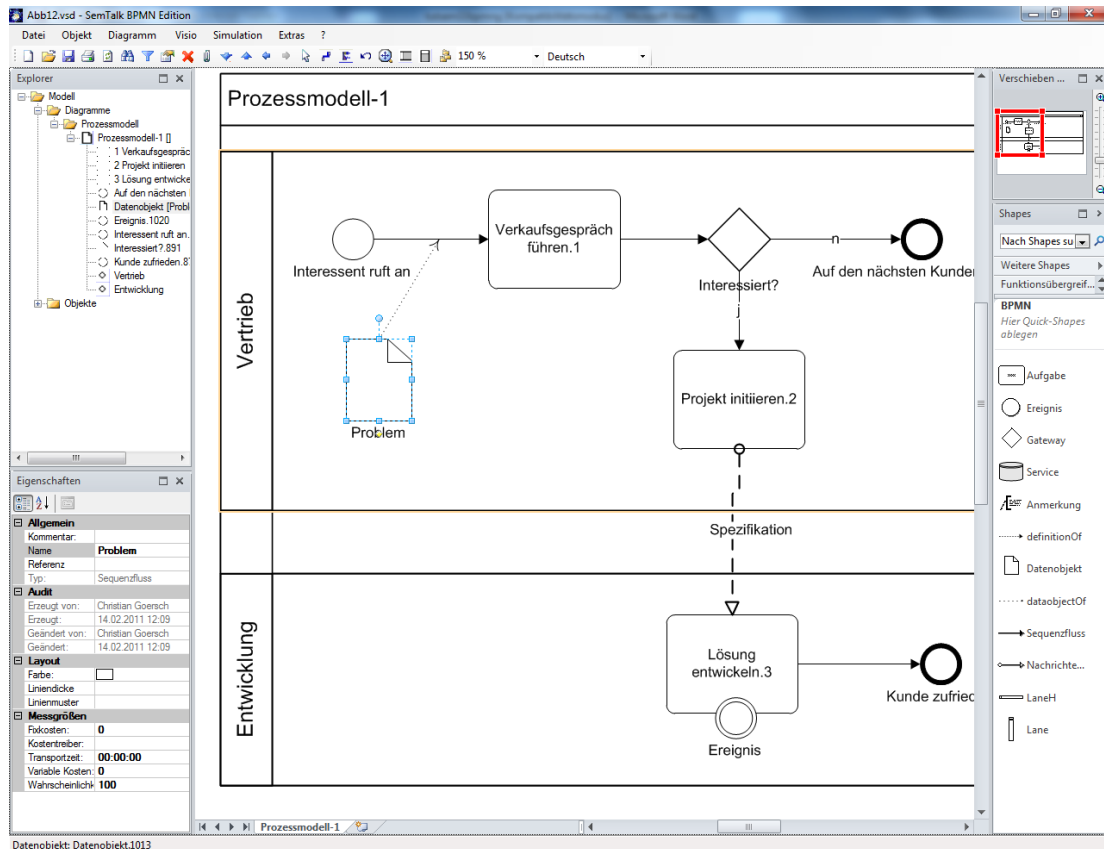 Abb12.vsd - SemTalk BPMN Edition
Datei Objekt Diagramm Visio Simulation Extras ?
150 % Deutsch
Explorer
Modell
Diagramme
Prozessmodell
Prozessmodell-1 []
1 Verkaufsgespräc
2 Projekt initiieren
3 Lösung entwicke
Auf den nächsten
Datenobjekt [Probl
Ereignis.1020
Interessent ruft an.
Interessiert?.891
Kunde zufrieden.8
Vertrieb
Entwicklung
Objekte
Eigenschaften
Allgemein
Kommentar:
Name Problem
Referenz
Typ: Sequenzfluss
Audit
Erzeugt von: Christian Goersch
Erzeugt: 14.02.2011 12:09
Geändert von: Christian Goersch
Geändert: 14.02.2011 12:09
Layout
Farbe:
Liniendicke
Linienmuster
Messgrößen
Fixkosten: 0
Kostentreiber:
Transportzeit: 00:00:00
Variable Kosten: 0
Wahrscheinlichk 100
Prozessmodell-1
Vertrieb
Interessent ruft an
Verkaufsgespräch
führen.1
Interessiert?
n
Auf den nächsten Kunden
j
Problem
Projekt initiieren.2
Spezifikation
Entwicklung
Lösung
entwickeln.3
Ereignis
Kunde zufried
Prozessmodell-1
Verschieben ...
Shapes
Nach Shapes su
Weitere Shapes
Funktionsübergreif...
BPMN
Hier Quick-Shapes
ablegen
Aufgabe
Ereignis
Gateway
Service
Anmerkung
definitionOf
Datenobjekt
dataobjectOf
Sequenzfluss
Nachrichte...
LaneH
Lane
Datenobjekt: Datenobjekt.1013